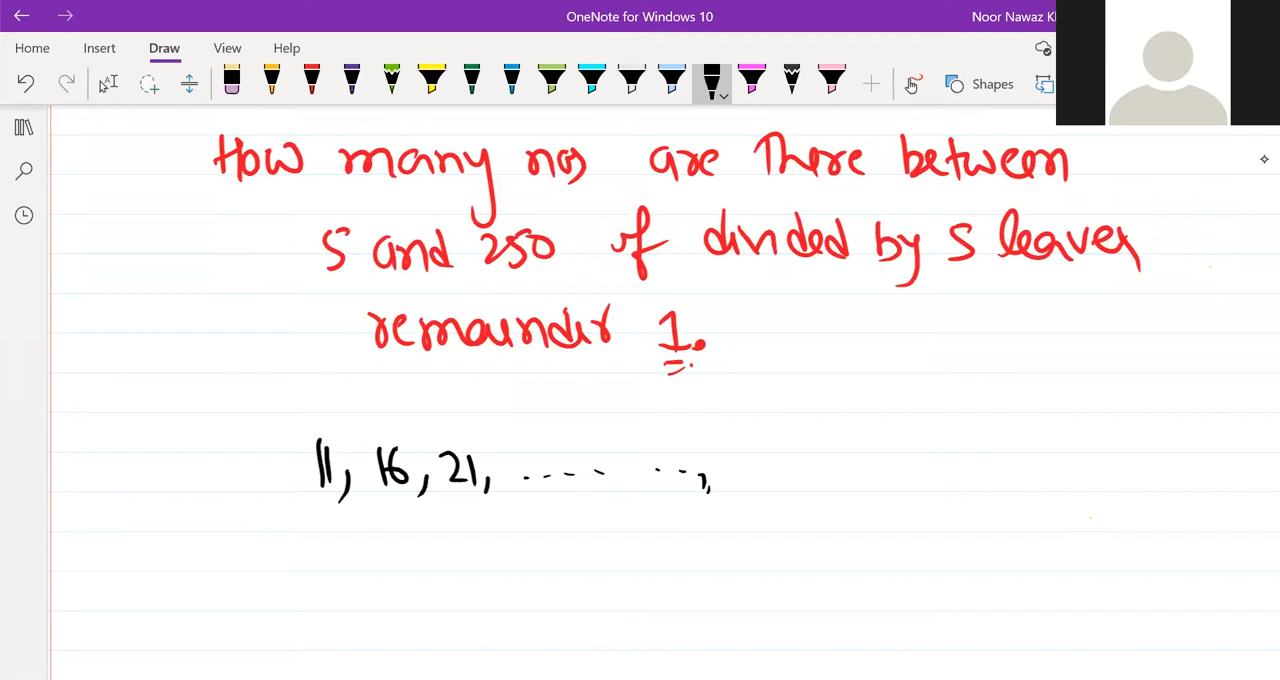 OneNote for Windows 10
Noor Nawaz Kh
Home Insert Draw View Help
Shapes
How many nos are There between
5 and 250 if divided by 5 leaves
remainder 1.
11, 16, 21, .... ..,